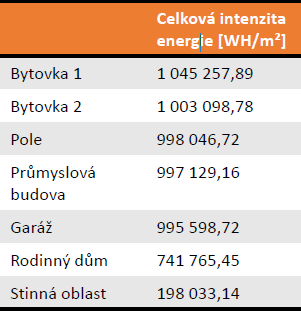 Celková intenzita
energie [WH/m²]
Bytovka 1 1 045 257,89
Bytovka 2 1 003 098,78
Pole 998 046,72
Průmyslová 997 129,16
budova
Garáž 995 598,72
Rodinný dům 741 765,45
Stinná oblast 198 033,14